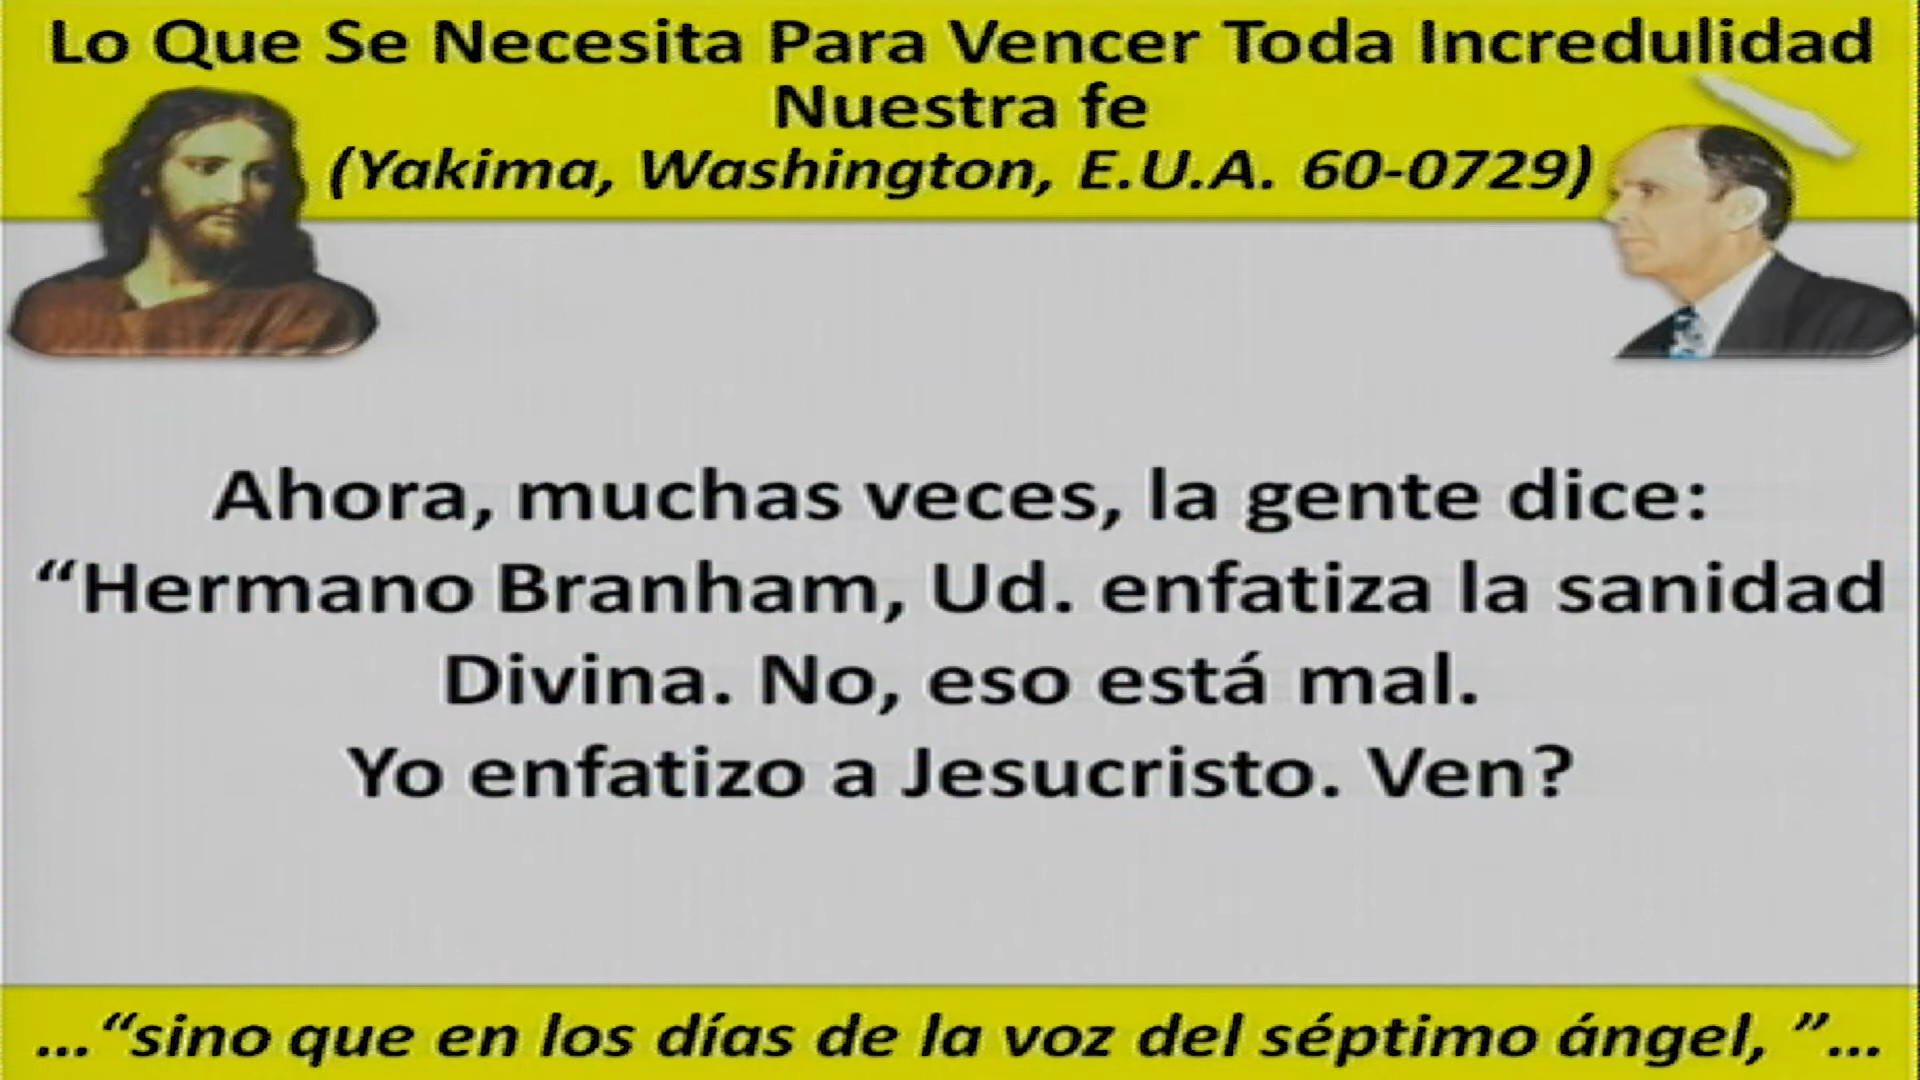 Lo Que Se Necesita Para Vencer Toda Incredulidad
Nuestra fe
(Yakima, Washington, E.U.A. 60-0729)
Ahora, muchas veces, la gente dice:
“Hermano Branham, Ud. enfatiza la sanidad
Divina. No, eso está mal.
Yo enfatizo a Jesucristo. Ven?
...“sino que en los días de la voz del séptimo ángel, ”...